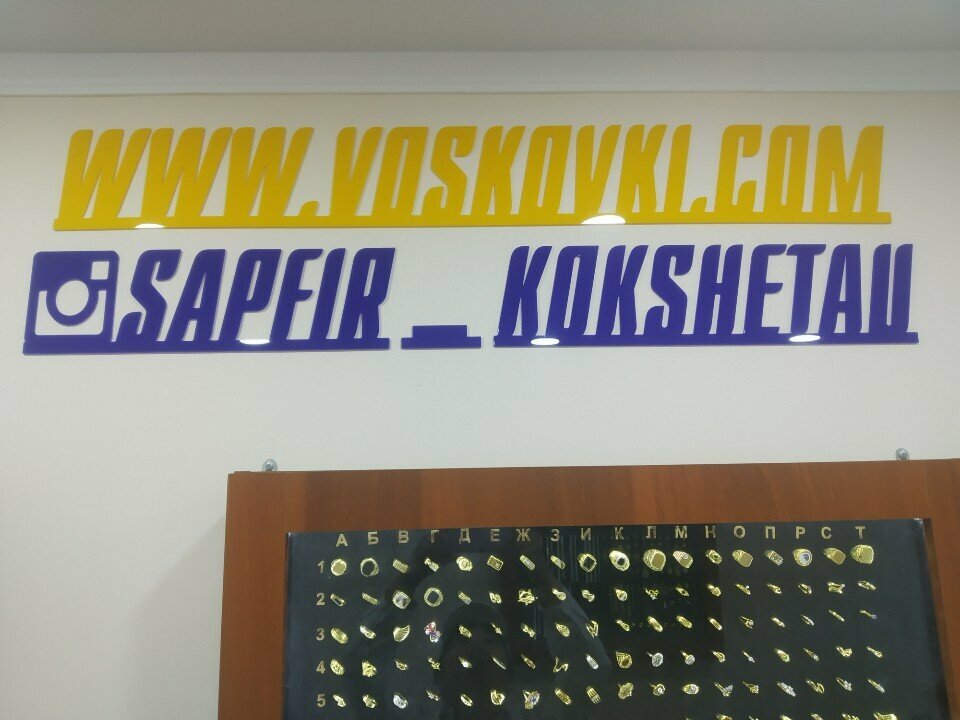 WWW.VOSKOVKI.COM
SAPFIR_KOKSHETAU
А Б В Г Д Е Ж З И К Л М Н О П Р С Т
1
2
3
4
5